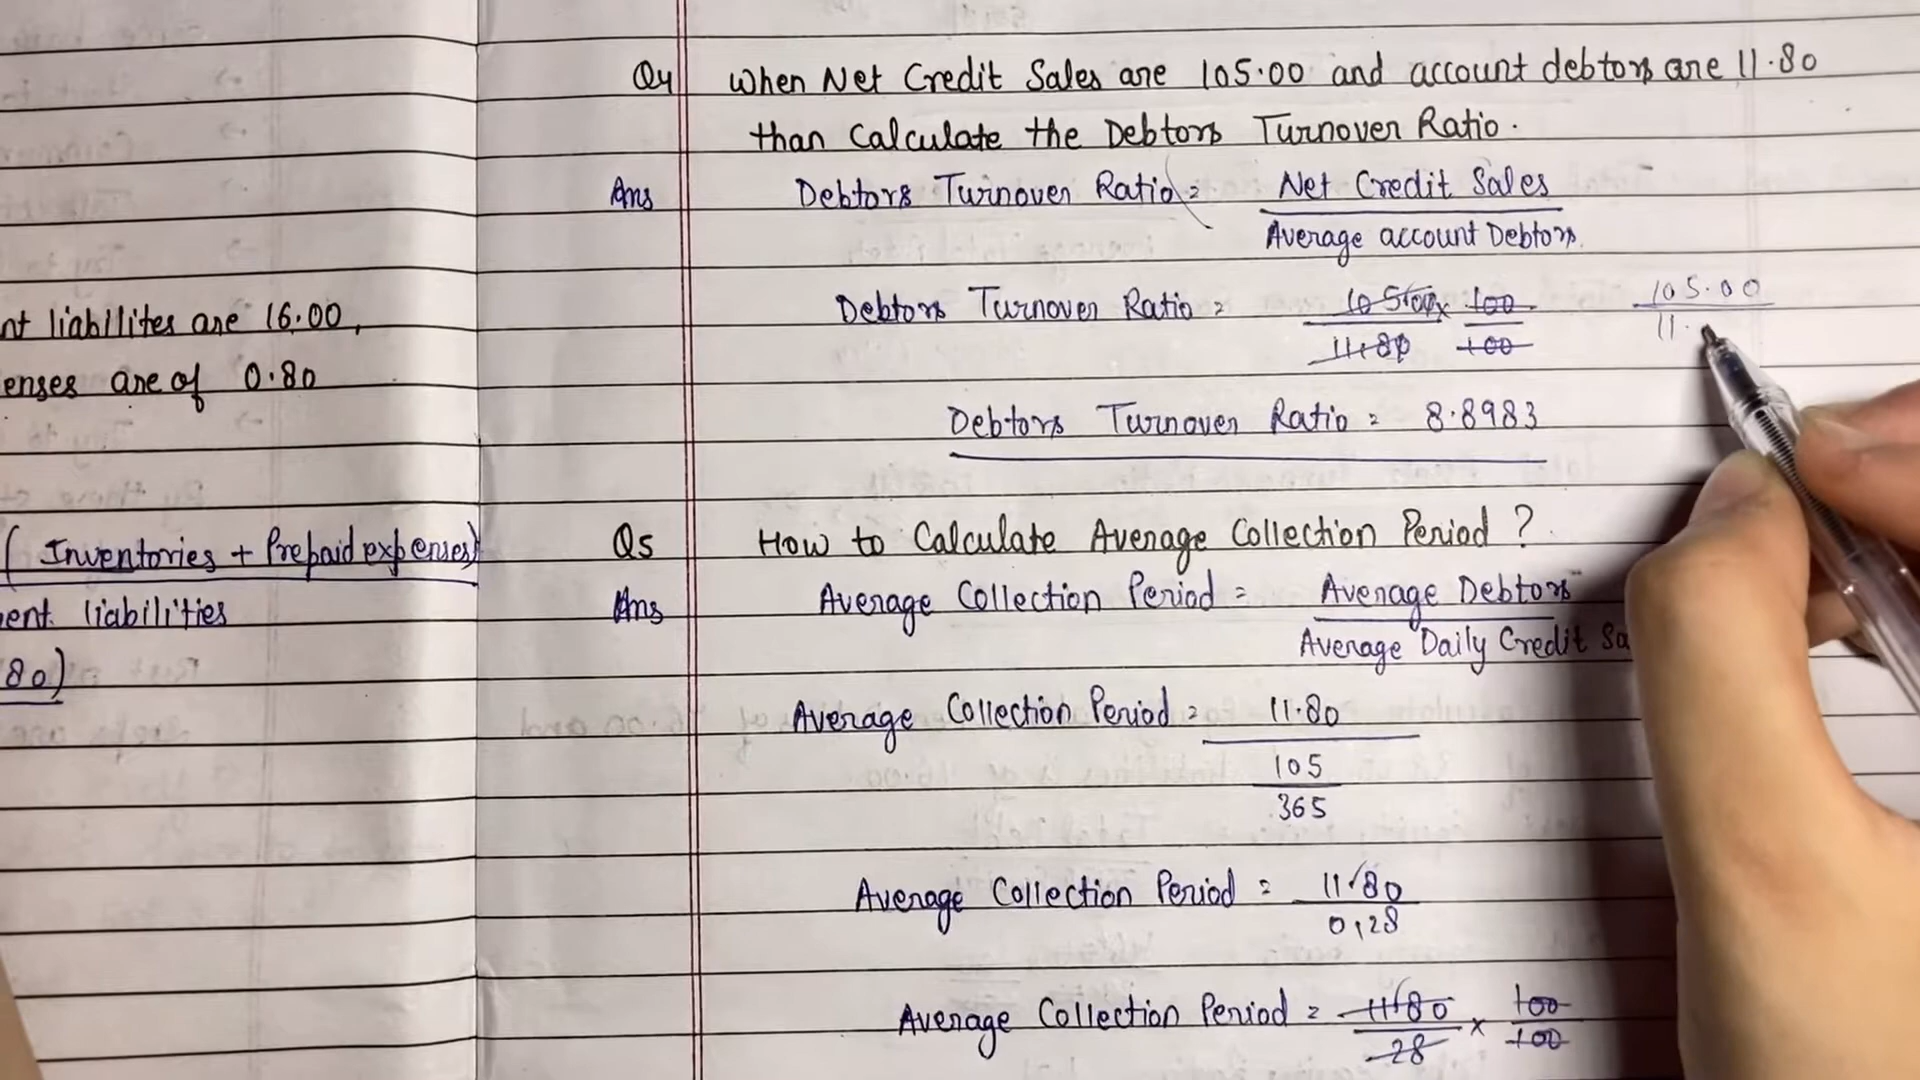 nt liabilites are 16.00,
enses are of 0.80
( Inventories + Prepaid expenses)
ent liabilities
80)
Q4 When Net Credit Sales are 105.00 and account debtors are 11.80
than Calculate the Debtors Turnover Ratio.
Ans Debtors Turnover Ratio = Net Credit Sales
Average account Debtors.
Debtors Turnover Ratio = 10500 x 100
11.80 100
105.00
11.
Debtors Turnover Ratio = 8.8983
Q5 How to Calculate Average Collection Period ?
Ans Average Collection Period = Average Debtors
Average Daily Credit Sa
Average Collection Period = 11.80
105
365
Average Collection Period = 11.80
0.28
Average Collection Period = 1180 x 100
28 100